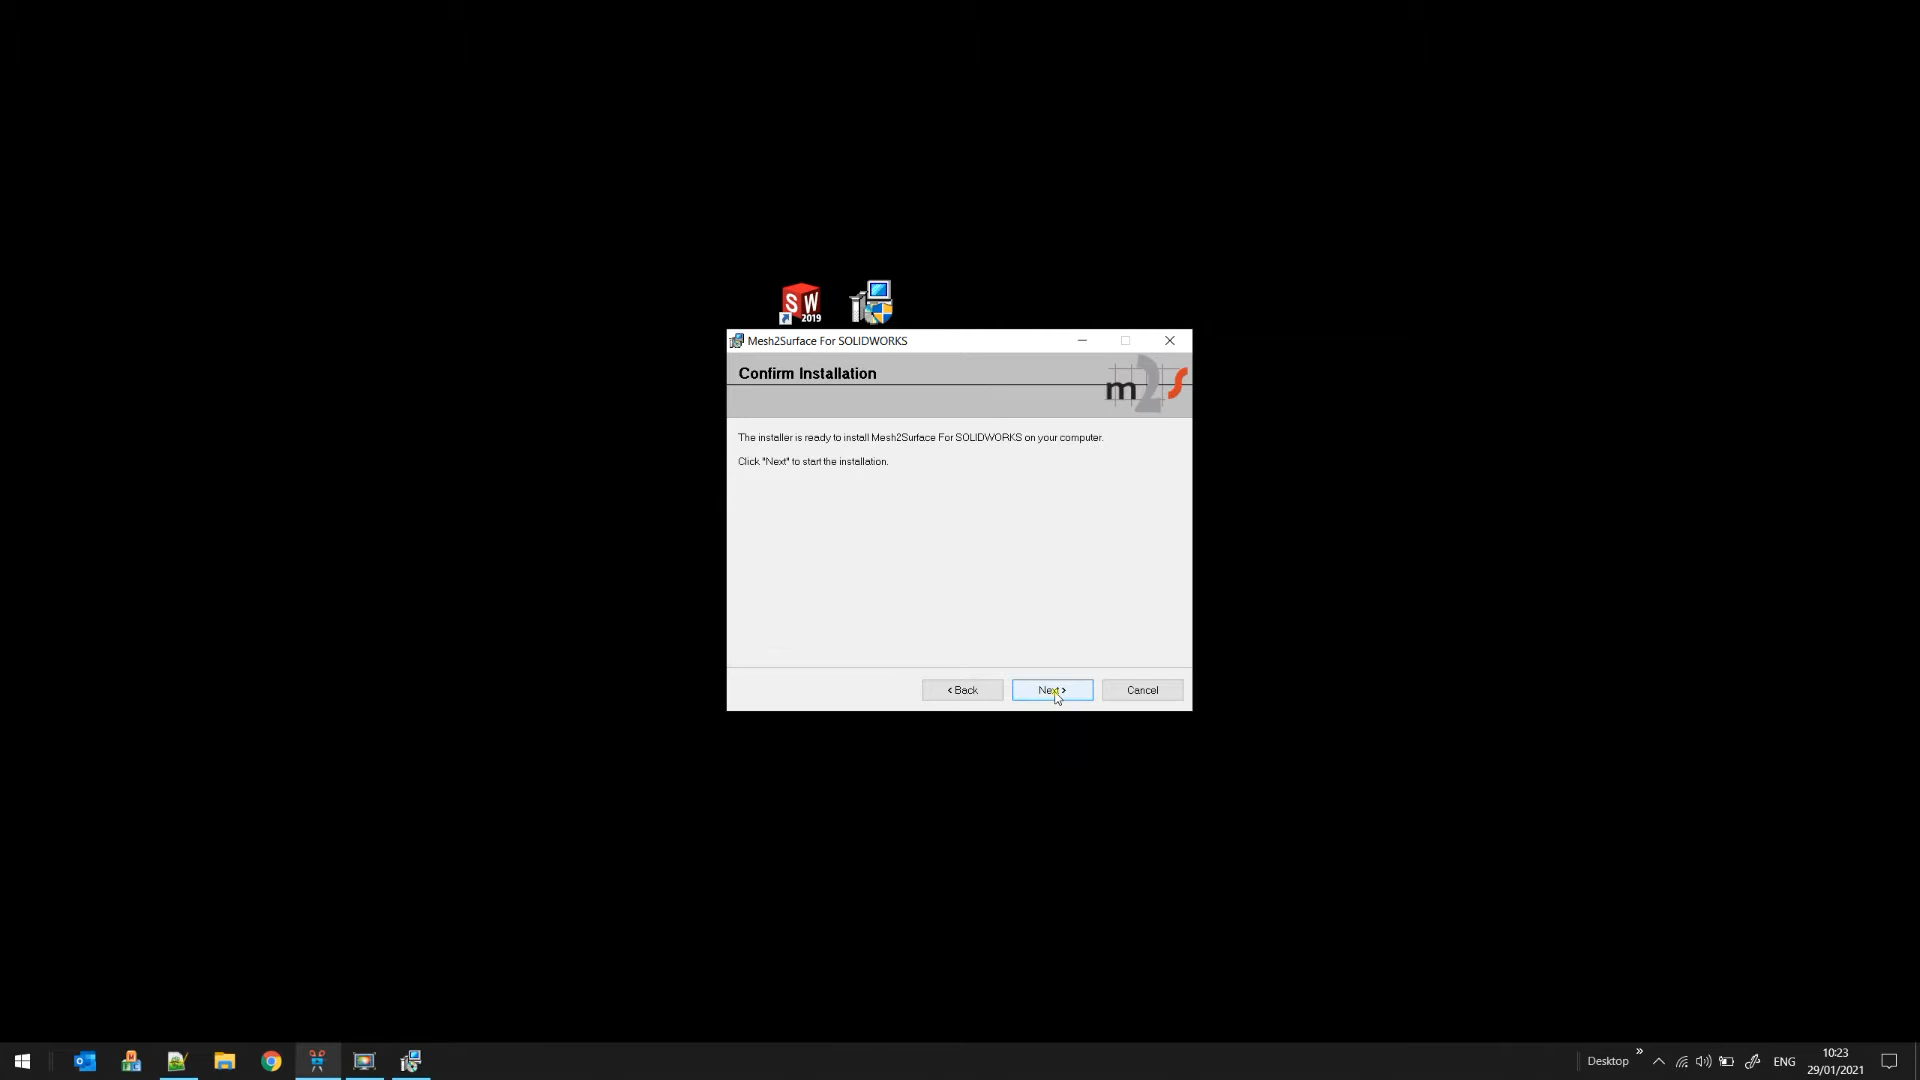 SW
2019
Mesh2Surface For SOLIDWORKS
Confirm Installation
m2s
The installer is ready to install Mesh2Surface For SOLIDWORKS on your computer.
Click "Next" to start the installation.
< Back
Next >
Cancel
Desktop
ENG
10:23
29/01/2021